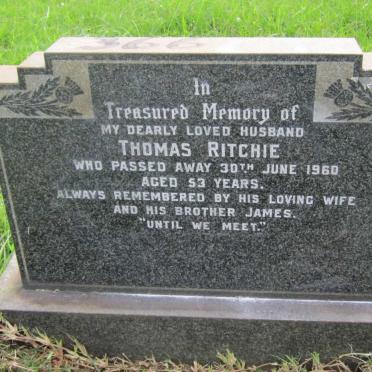 366
In
Treasured Memory of
MY DEARLY LOVED HUSBAND
THOMAS RITCHIE
WHO PASSED AWAY 30TH JUNE 1960
AGED 53 YEARS.
ALWAYS REMEMBERED BY HIS LOVING WIFE
AND HIS BROTHER JAMES.
"UNTIL WE MEET."